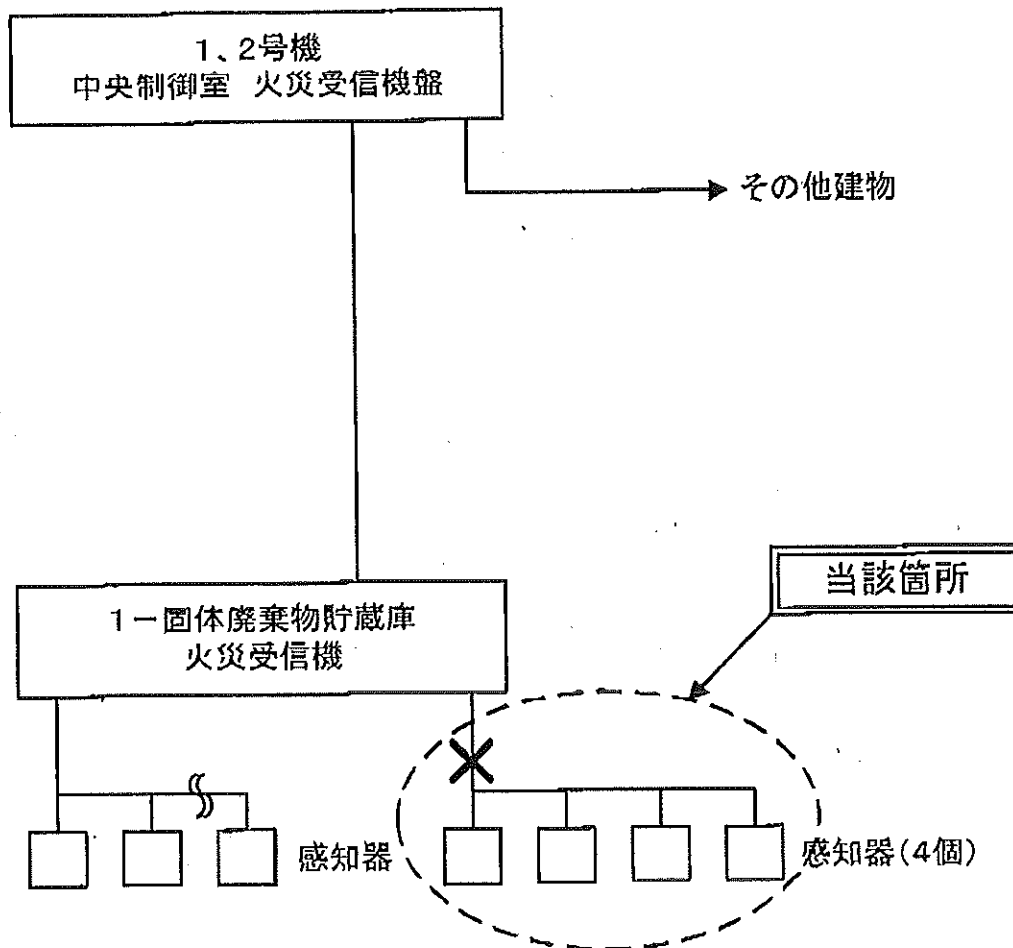 1、2号機
中央制御室 火災受信機盤
その他建物
当該箇所
1ー固体廃棄物貯蔵庫
火災受信機
感知器
感知器(4個)